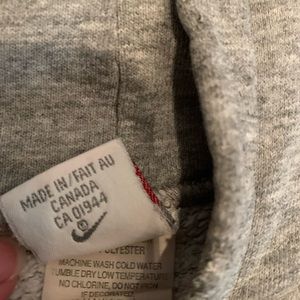 MADE IN/FAIT AU
CANADA
CA 01944
®
POLYESTER
MACHINE WASH COLD WATER
TUMBLE DRY LOW TEMPERATURE
NO CHLORINE, DO NOT IRON
IF DECORATED